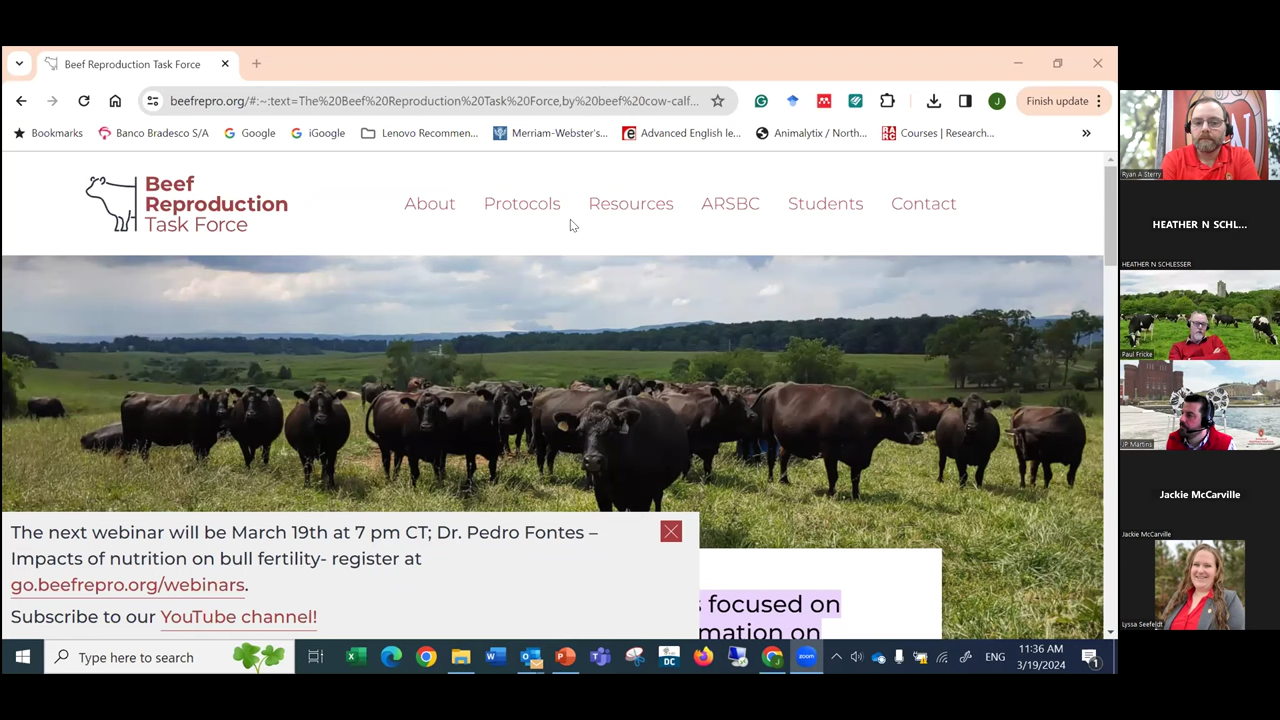 Beef Reproduction Task Force
Finish update
beefrepro.org/#:~:text=The%20Beef%20Reproduction%20Task%20Force,by%20beef%20cow-calf...
Bookmarks
Banco Bradesco S/A
Google
iGoogle
Lenovo Recommen...
Merriam-Webster's...
Advanced English le...
Animalytix / North...
Courses | Research...
»
Beef
Reproduction
Task Force
About
Protocols
Resources
ARSBC
Students
Contact
The next webinar will be March 19th at 7 pm CT; Dr. Pedro Fontes –
Impacts of nutrition on bull fertility- register at
go.beefrepro.org/webinars.
Subscribe to our YouTube channel!
s focused on
mation on
Type here to search
DC
zoom
ENG
11:36 AM
3/19/2024
1
Ryan A Sterry
HEATHER N SCHL...
HEATHER N SCHLESSER
Paul Fricke
JP Martins
Jackie McCarville
Jackie McCarville
Lyssa Seefeldt